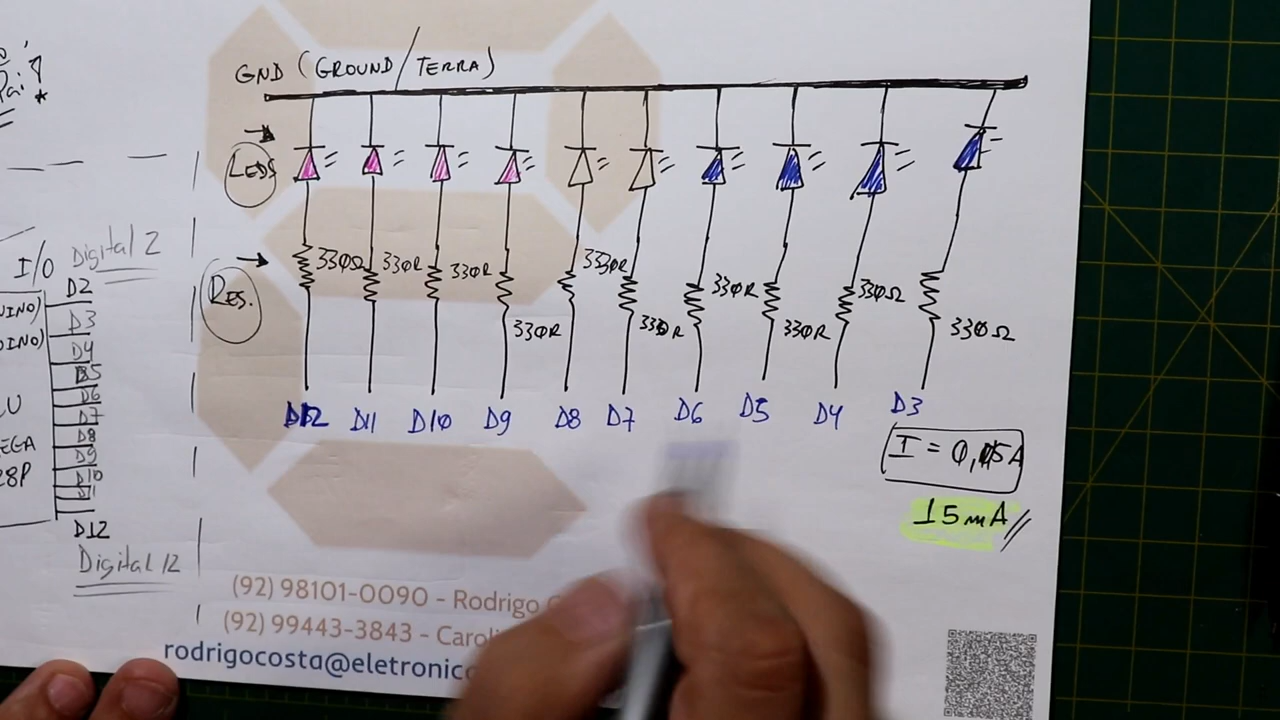 GND (GROUND/TERRA)
LEDS
RES.
330Ω 330R 330R 330R 330R 330R 330R 330R 330Ω 330Ω
D12 D11 D10 D9 D8 D7 D6 D5 D4 D3
I = 0,015A
15mA
I/O
Digital 2
D2
D3
D4
D5
D6
D7
D8
D9
D10
D11
D12
Digital 12
28P
(92) 98101-0090 - Rodrigo
(92) 99443-3843 -
rodrigocosta@eletronic